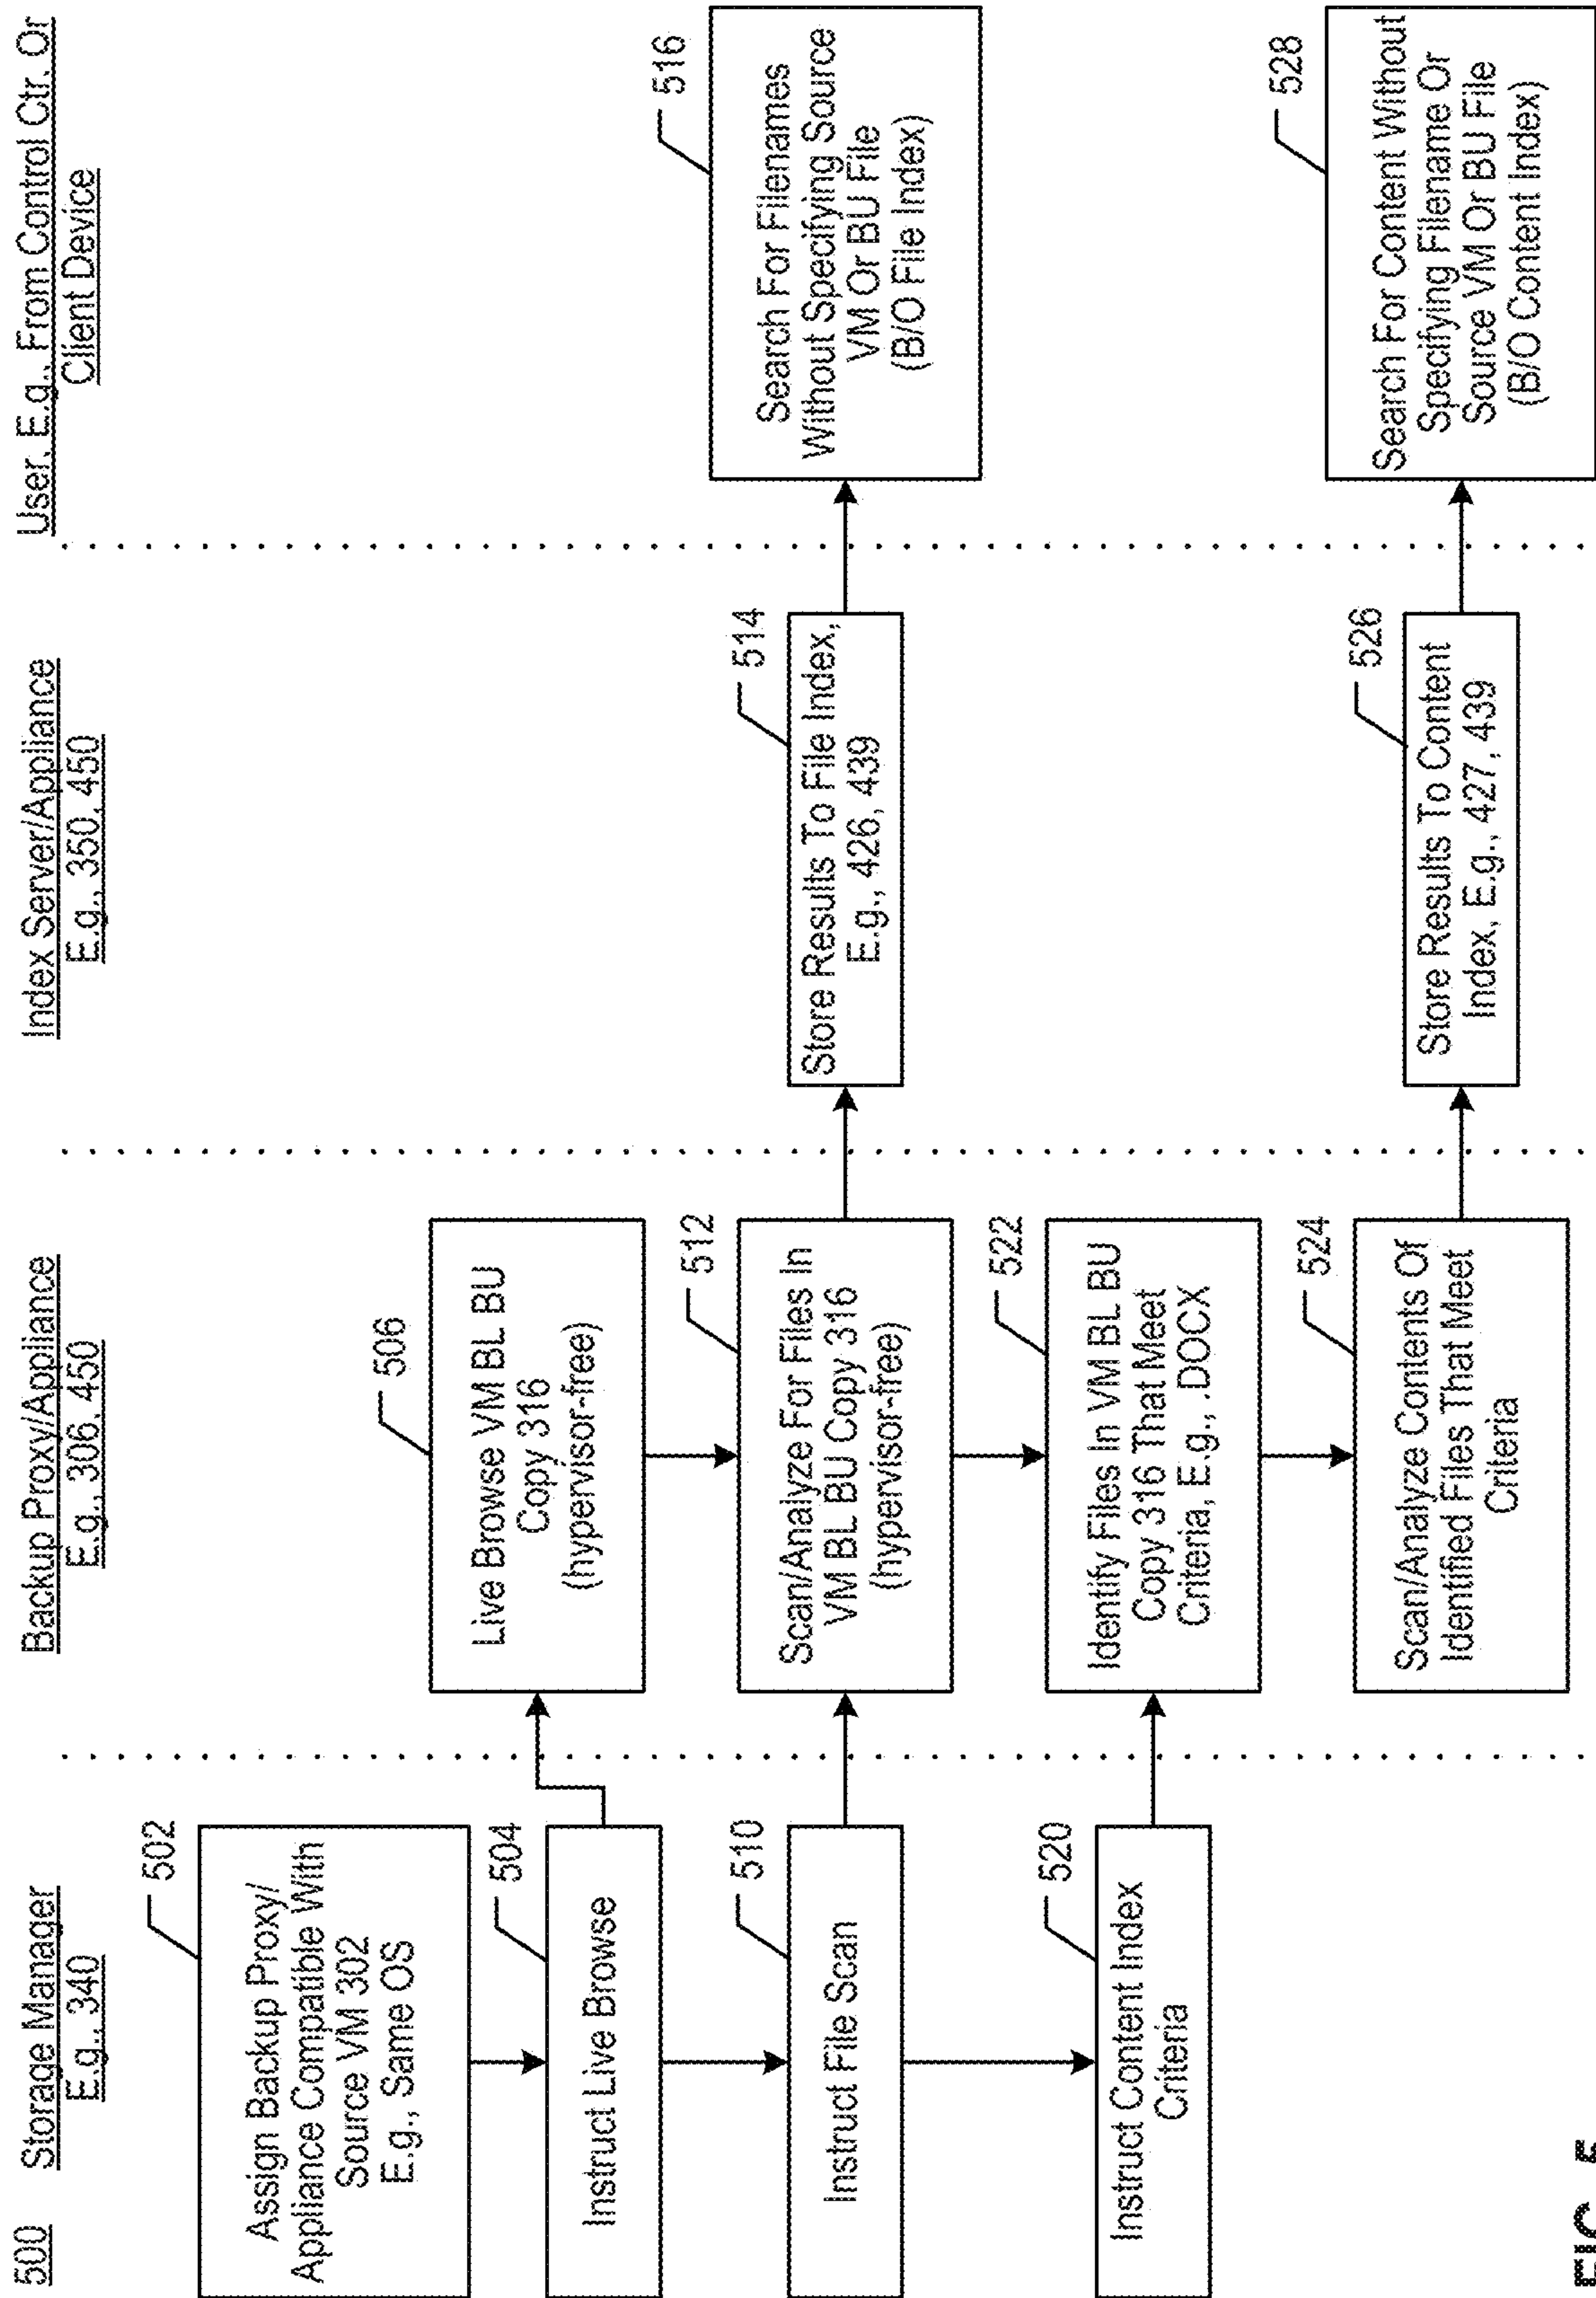 500
Storage Manager
E.g., 340
Backup Proxy/Appliance
E.g., 306, 450
Index Server/Appliance
E.g., 350, 450
User, E.g., From Control Ctr. Or
Client Device
502
Assign Backup Proxy/
Appliance Compatible With
Source VM 302
E.g., Same OS
504
Instruct Live Browse
506
Live Browse VM BL BU
Copy 316
(hypervisor-free)
510
Instruct File Scan
512
Scan/Analyze For Files In
VM BL BU Copy 316
(hypervisor-free)
514
Store Results To File Index,
E.g., 426, 439
516
Search For Filenames
Without Specifying Source
VM Or BU File
(B/O File Index)
520
Instruct Content Index
Criteria
522
Identify Files In VM BL BU
Copy 316 That Meet
Criteria, E.g., .DOCX
524
Scan/Analyze Contents Of
Identified Files That Meet
Criteria
526
Store Results To Content
Index, E.g., 427, 439
528
Search For Content Without
Specifying Filename Or
Source VM Or BU File
(B/O Content Index)
FIG. 5